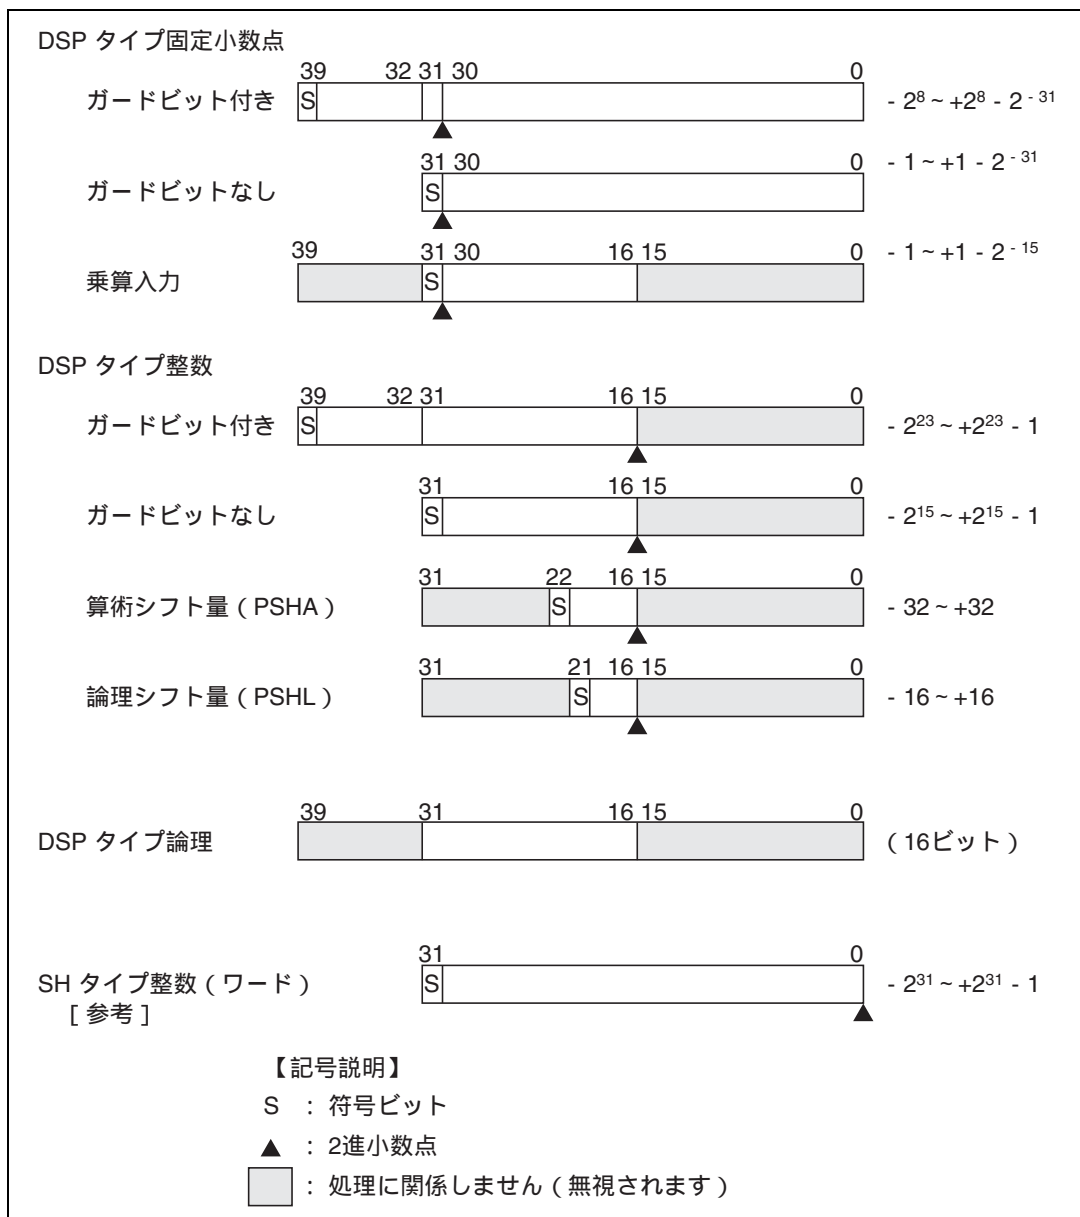 DSP タイプ固定小数点
39 32 31 30 0
ガードビット付き S - 2⁸ ~ +2⁸ - 2⁻³¹
31 30 0
ガードビットなし S - 1 ~ +1 - 2⁻³¹
39 31 30 16 15 0
乗算入力 S - 1 ~ +1 - 2⁻¹⁵
DSP タイプ整数
39 32 31 16 15 0
ガードビット付き S - 2²³ ~ +2²³ - 1
31 16 15 0
ガードビットなし S - 2¹⁵ ~ +2¹⁵ - 1
31 22 16 15 0
算術シフト量(PSHA) S - 32 ~ +32
31 21 16 15 0
論理シフト量(PSHL) S - 16 ~ +16
39 31 16 15 0
DSP タイプ論理 (16ビット)
31 0
SH タイプ整数(ワード) S - 2³¹ ~ +2³¹ - 1
[参考]
【記号説明】
S : 符号ビット
▲ : 2進小数点
: 処理に関係しません(無視されます)